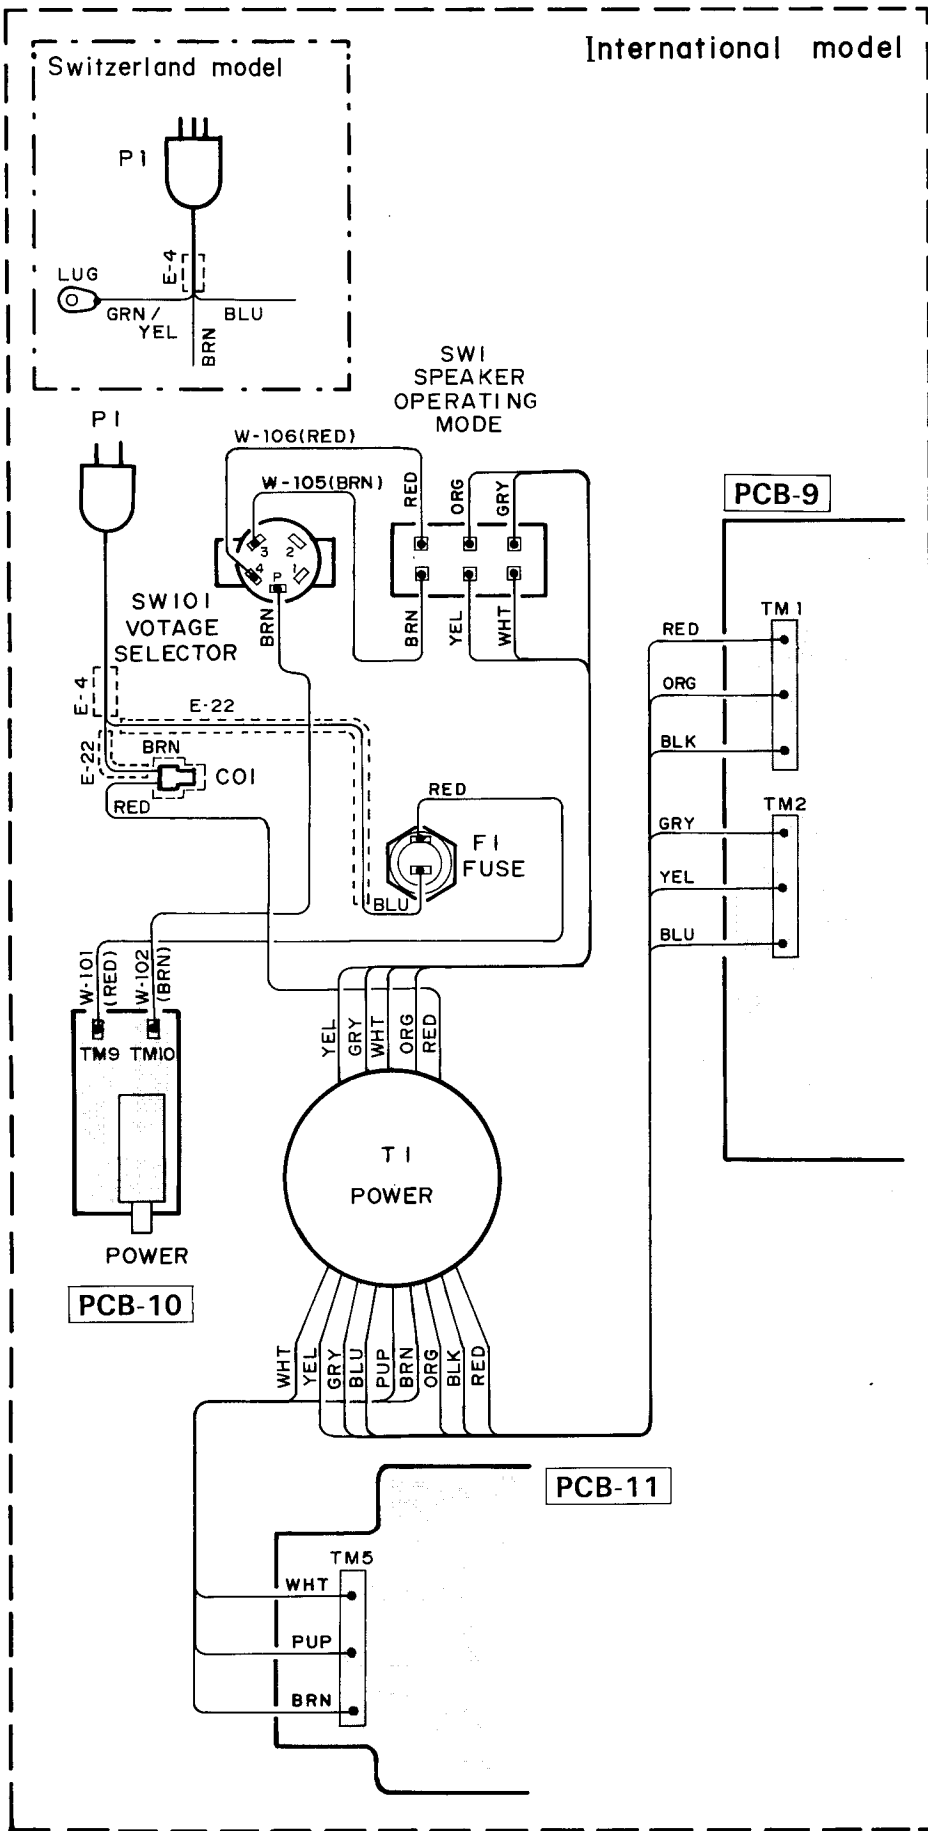 International model
Switzerland model
P1
E-4
LUG
GRN/
YEL
BLU
BRN
SW1
SPEAKER
OPERATING
MODE
P1
W-106(RED)
W-105(BRN)
RED
ORG
GRY
3
2
4
1
P
BRN
BRN
YEL
WHT
SW101
VOTAGE
SELECTOR
PCB-9
TM1
RED
ORG
BLK
TM2
GRY
YEL
BLU
E-4
E-22
E-22
BRN
CO1
RED
RED
F1
FUSE
BLU
W-101
(RED)
W-102
(BRN)
TM9
TM10
POWER
PCB-10
YEL
GRY
WHT
ORG
RED
T1
POWER
WHT
YEL
GRY
BLU
PUP
BRN
ORG
BLK
RED
PCB-11
TM5
WHT
PUP
BRN